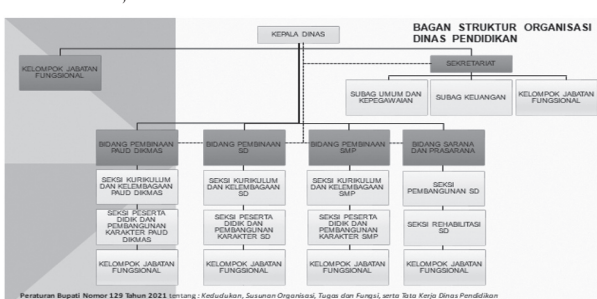 BAGAN STRUKTUR ORGANISASI
DINAS PENDIDIKAN
KEPALA DINAS
KELOMPOK JABATAN
FUNGSIONAL
SEKRETARIAT
SUBAG UMUM DAN
KEPEGAWAIAN
SUBAG KEUANGAN
KELOMPOK JABATAN
FUNGSIONAL
BIDANG PEMBINAAN
PAUD DIKMAS
BIDANG PEMBINAAN
SD
BIDANG PEMBINAAN
SMP
BIDANG SARANA
DAN PRASARANA
SEKSI KURIKULUM
DAN KELEMBAGAAN
PAUD DIKMAS
SEKSI KURIKULUM
DAN KELEMBAGAAN
SD
SEKSI KURIKULUM
DAN KELEMBAGAAN
SMP
SEKSI
PEMBANGUNAN SD
SEKSI PESERTA
DIDIK DAN
PEMBANGUNAN
KARAKTER PAUD
DIKMAS
SEKSI PESERTA
DIDIK DAN
PEMBANGUNAN
KARAKTER SD
SEKSI PESERTA
DIDIK DAN
PEMBANGUNAN
KARAKTER SMP
SEKSI REHABILITASI
SD
KELOMPOK JABATAN
FUNGSIONAL
KELOMPOK JABATAN
FUNGSIONAL
KELOMPOK JABATAN
FUNGSIONAL
KELOMPOK JABATAN
FUNGSIONAL
Peraturan Bupati Nomor 129 Tahun 2021 tentang : Kedudukan, Susunan Organisasi, Tugas dan Fungsi, serta Tata Kerja Dinas Pendidikan